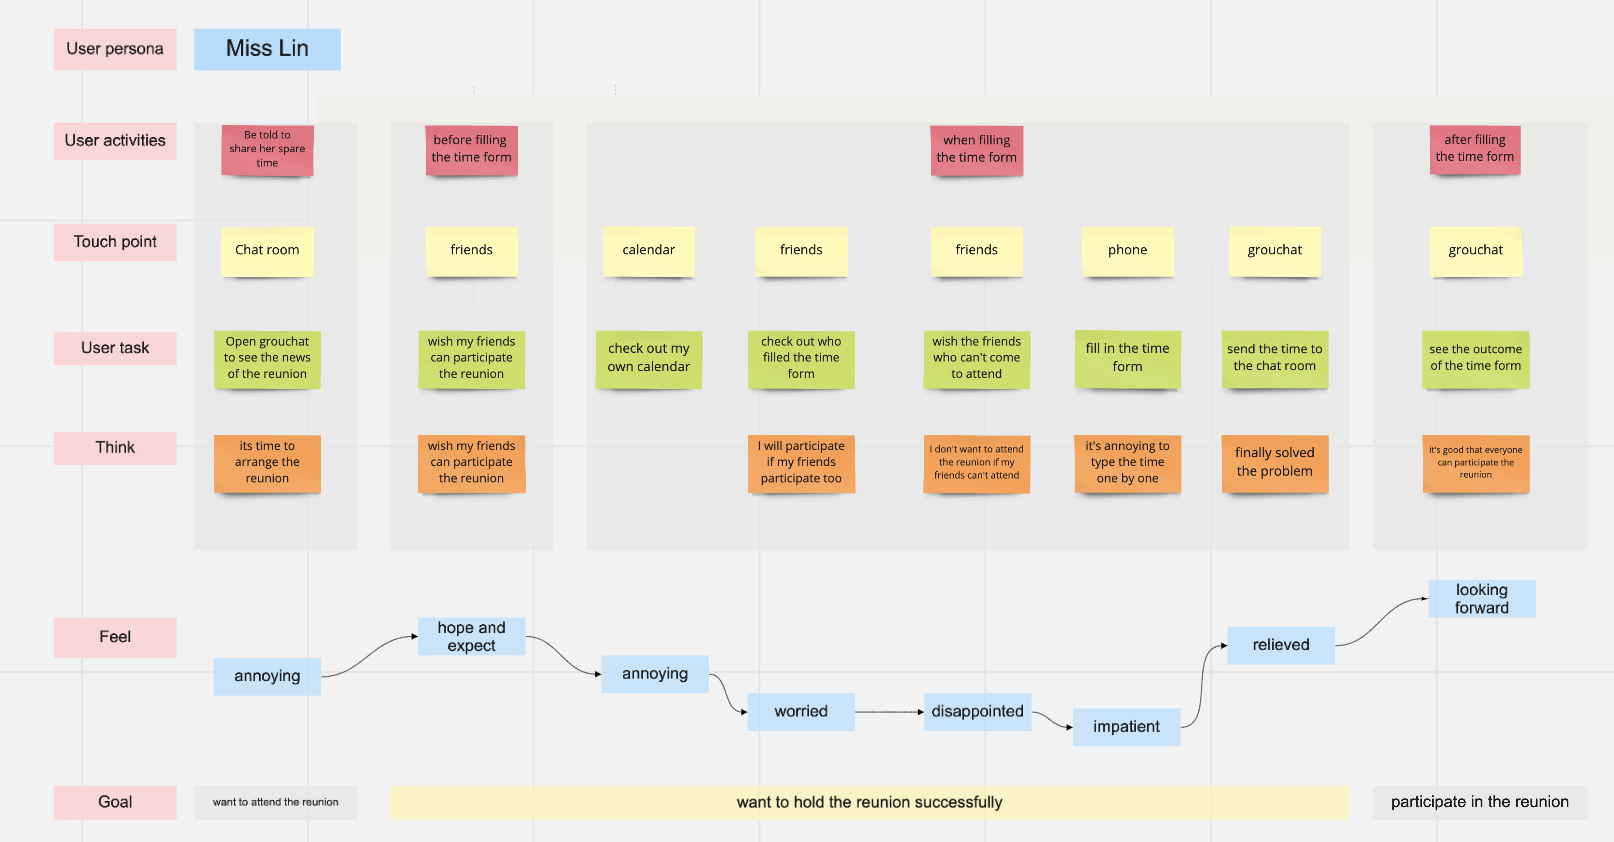 User persona
Miss Lin
User activities
Be told to
share her spare
time
before filling
the time form
when filling
the time form
after filling
the time form
Touch point
Chat room
friends
calendar
friends
friends
phone
grouchat
grouchat
User task
Open grouchat
to see the news
of the reunion
wish my friends
can participate
the reunion
check out my
own calendar
check out who
filled the time
form
wish the friends
who can't come
to attend
fill in the time
form
send the time to
the chat room
see the outcome
of the time form
Think
its time to
arrange the
reunion
wish my friends
can participate
the reunion
I will participate
if my friends
participate too
I don't want to attend
the reunion if my
friends can't attend
it's annoying to
type the time
one by one
finally solved
the problem
it's good that everyone
can participate the
reunion
Feel
annoying
hope and
expect
annoying
worried
disappointed
impatient
relieved
looking
forward
Goal
want to attend the reunion
want to hold the reunion successfully
participate in the reunion